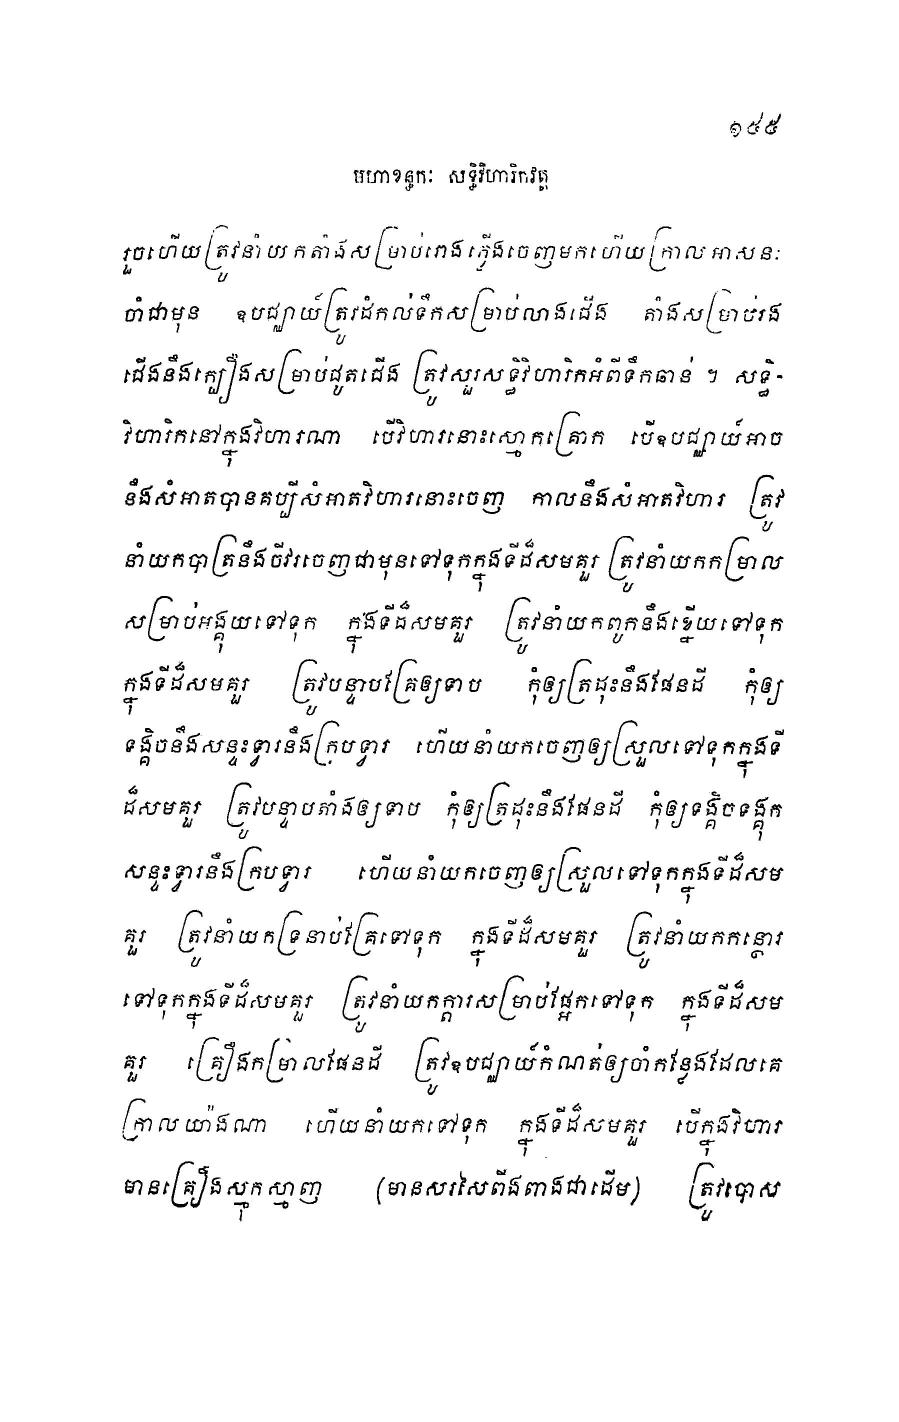 ១៤៥
មហាខន្ធកៈ សទ្ធិវិហារិកវត្ត
រួចហើយត្រូវនាំយកតាំងសម្រាប់រោងភ្លើងចេញមកហើយក្រាលអាសនៈ
ចាំជាមុន ឧបជ្ឈាយ៍ត្រូវដំកល់ទឹកសម្រាប់លាងជើង តាំងសម្រាប់រង
ជើងនឹងក្បឿងសម្រាប់ដូតជើង ត្រូវសួរសទ្ធិវិហារិកអំពីទឹកឆាន់ ។ សទ្ធិ-
វិហារិកនៅក្នុងវិហារណា បើវិហារនោះស្មោកគ្រោក បើឧបជ្ឈាយ៍អាច
នឹងសំអាតបានគប្បីសំអាតវិហារនោះចេញ កាលនឹងសំអាតវិហារ ត្រូវ
នាំយកបាត្រនឹងចីវរចេញជាមុនទៅទុកក្នុងទីដ៏សមគួរ ត្រូវនាំយកកម្រាល
សម្រាប់អង្គុយទៅទុក ក្នុងទីដ៏សមគួរ ត្រូវនាំយកពូកនឹងខ្នើយទៅទុក
ក្នុងទីដ៏សមគួរ ត្រូវបន្ទាបគ្រែឲ្យទាប កុំឲ្យត្រដុះនឹងផែនដី កុំឲ្យ
ទង្គិចនឹងសន្ទះទ្វារនឹងក្របទ្វារ ហើយនាំយកចេញឲ្យស្រួលទៅទុកក្នុងទី
ដ៏សមគួរ ត្រូវបន្ទាបតាំងឲ្យទាប កុំឲ្យត្រដុះនឹងផែនដី កុំឲ្យទង្គិចទង្គុក
សន្ទះទ្វារនឹងក្របទ្វារ ហើយនាំយកចេញឲ្យស្រួលទៅទុកក្នុងទីដ៏សម
គួរ ត្រូវនាំយកទ្រនាប់គ្រែទៅទុក ក្នុងទីដ៏សមគួរ ត្រូវនាំយកកន្ថោរ
ទៅទុកក្នុងទីដ៏សមគួរ ត្រូវនាំយកក្តារសម្រាប់ផ្អែកទៅទុក ក្នុងទីដ៏សម
គួរ គ្រឿងកម្រាលផែនដី ត្រូវឧបជ្ឈាយ៍កំណត់ឲ្យចាំកន្លែងដែលគេ
ក្រាលយ៉ាងណា ហើយនាំយកទៅទុក ក្នុងទីដ៏សមគួរ បើក្នុងវិហារ
មានគ្រឿងស្មុកស្មាញ (មានសរសៃពីងពាងជាដើម) ត្រូវបោស